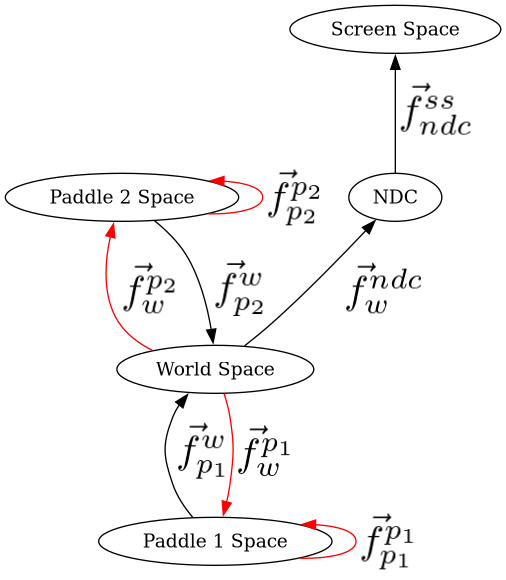 Screen Space
$\vec{f}_{ndc}^{ss}$
Paddle 2 Space
$\vec{f}_{p_2}^{p_2}$
NDC
$\vec{f}_{w}^{p_2}$
$\vec{f}_{p_2}^{w}$
$\vec{f}_{w}^{ndc}$
World Space
$\vec{f}_{p_1}^{w}$
$\vec{f}_{w}^{p_1}$
Paddle 1 Space
$\vec{f}_{p_1}^{p_1}$